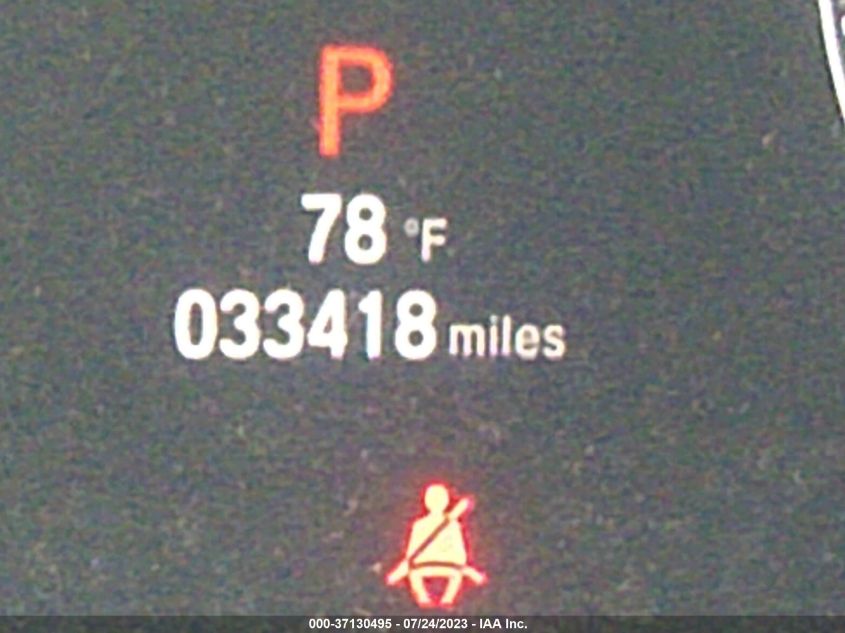 P
78 °F
033418 miles
000-37130495 - 07/24/2023 - IAA Inc.